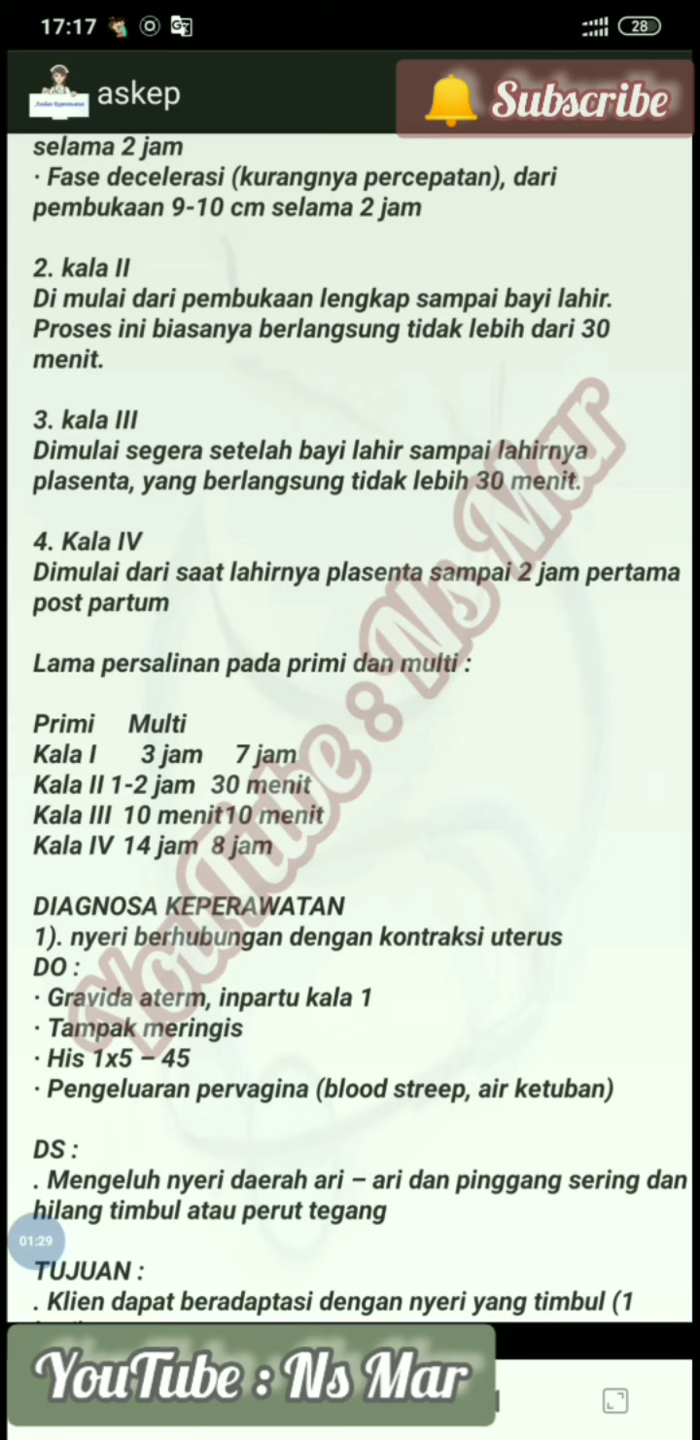 17:17
28
askep
Subscribe
selama 2 jam
· Fase decelerasi (kurangnya percepatan), dari
pembukaan 9-10 cm selama 2 jam
2. kala II
Di mulai dari pembukaan lengkap sampai bayi lahir.
Proses ini biasanya berlangsung tidak lebih dari 30
menit.
3. kala III
Dimulai segera setelah bayi lahir sampai lahirnya
plasenta, yang berlangsung tidak lebih 30 menit.
4. Kala IV
Dimulai dari saat lahirnya plasenta sampai 2 jam pertama
post partum
Lama persalinan pada primi dan multi :
Primi Multi
Kala I 3 jam 7 jam
Kala II 1-2 jam 30 menit
Kala III 10 menit10 menit
Kala IV 14 jam 8 jam
DIAGNOSA KEPERAWATAN
1). nyeri berhubungan dengan kontraksi uterus
DO :
· Gravida aterm, inpartu kala 1
· Tampak meringis
· His 1x5 – 45
· Pengeluaran pervagina (blood streep, air ketuban)
DS :
. Mengeluh nyeri daerah ari – ari dan pinggang sering dan
hilang timbul atau perut tegang
01:29
TUJUAN :
. Klien dapat beradaptasi dengan nyeri yang timbul (1
YouTube : Ns Mar
YouTube : Ns Mar